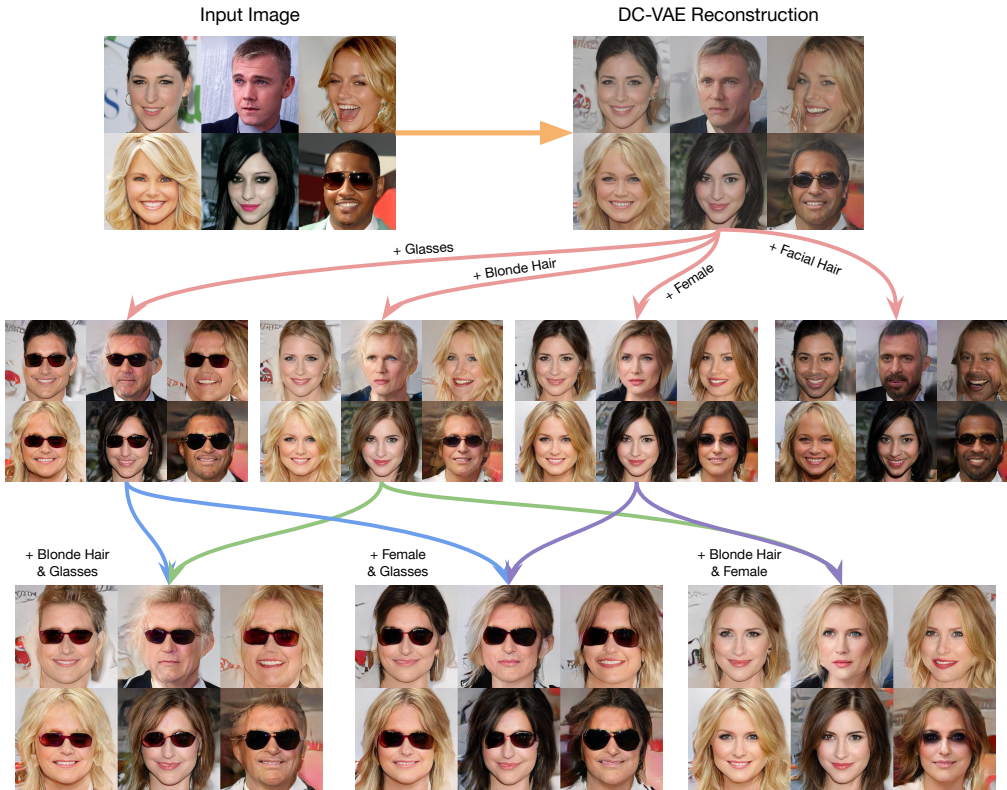 Input Image
DC-VAE Reconstruction
+ Glasses
+ Blonde Hair
+ Female
+ Facial Hair
+ Blonde Hair
& Glasses
+ Female
& Glasses
+ Blonde Hair
& Female